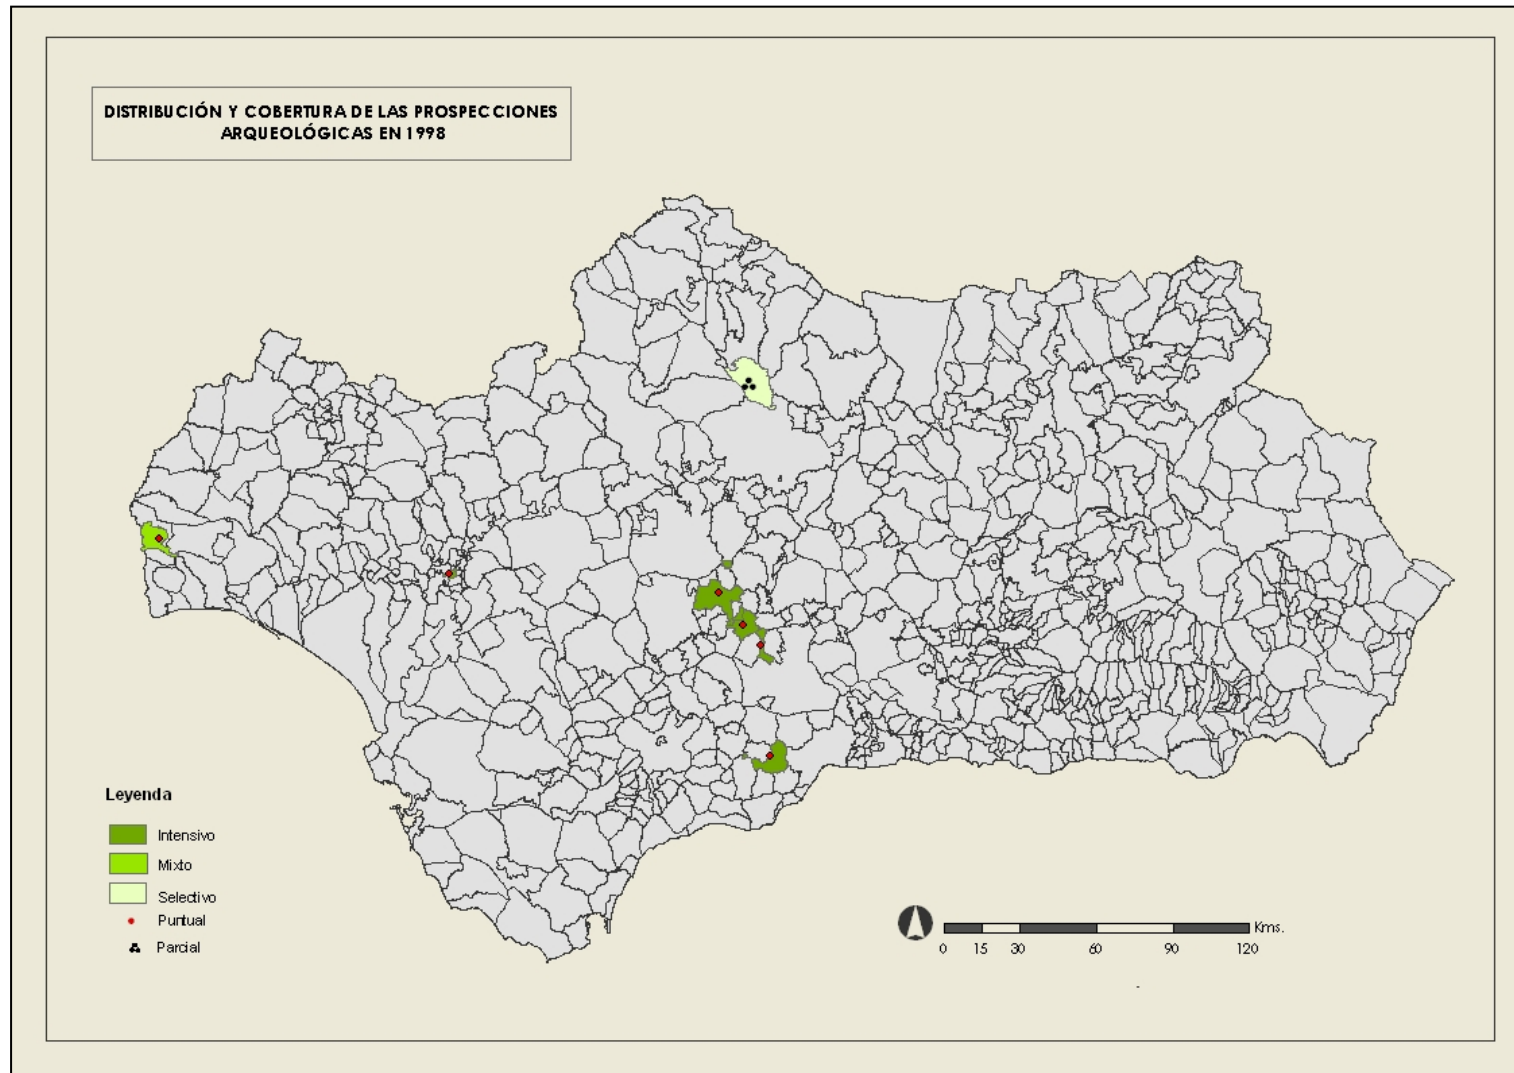 DISTRIBUCIÓN Y COBERTURA DE LAS PROSPECCIONES
ARQUEOLÓGICAS EN 1998
Leyenda
Intensivo
Mixto
Selectivo
Puntual
Parcial
Kms.
0 15 30 60 90 120